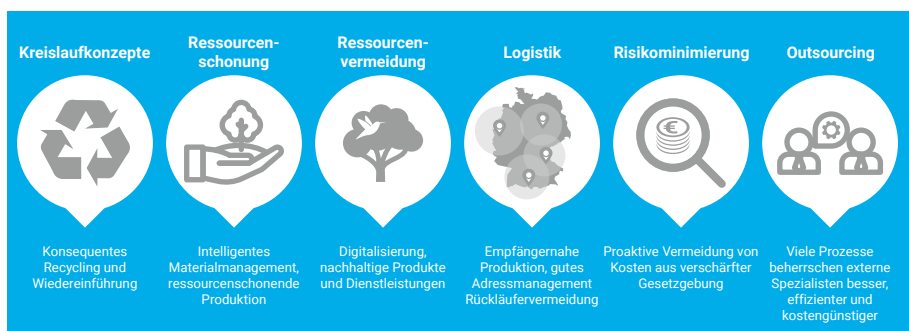 Kreislaufkonzepte
Konsequentes
Recycling und
Wiedereinführung
Ressourcen-
schonung
Intelligentes
Materialmanagement,
ressourcenschonende
Produktion
Ressourcen-
vermeidung
Digitalisierung,
nachhaltige Produkte
und Dienstleistungen
Logistik
Empfängernahe
Produktion, gutes
Adressmanagement
Rückläufervermeidung
Risikominimierung
€
Proaktive Vermeidung von
Kosten aus verschärfter
Gesetzgebung
Outsourcing
Viele Prozesse
beherrschen externe
Spezialisten besser,
effizienter und
kostengünstiger